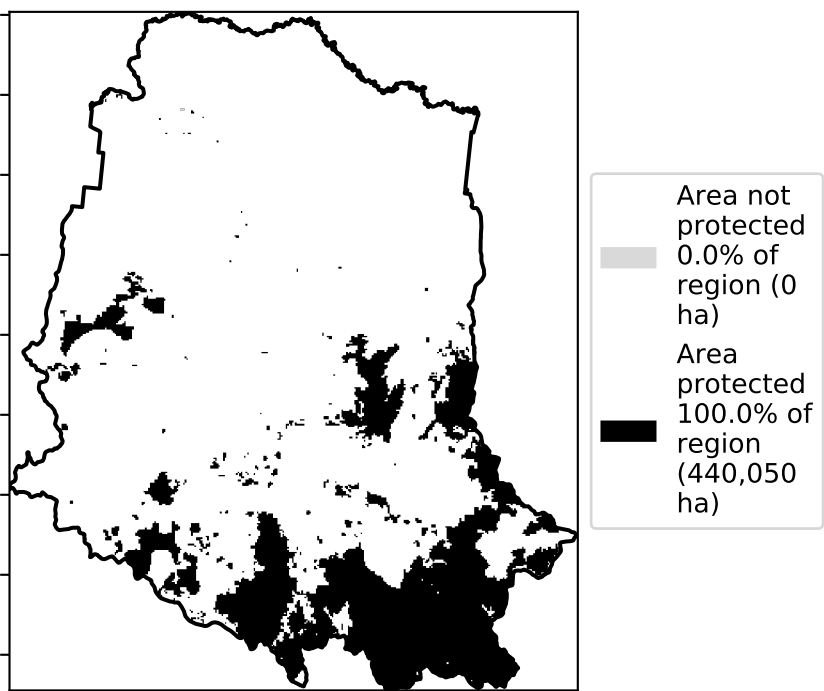 Area not
protected
0.0% of
region (0
ha)
Area
protected
100.0% of
region
(440,050
ha)